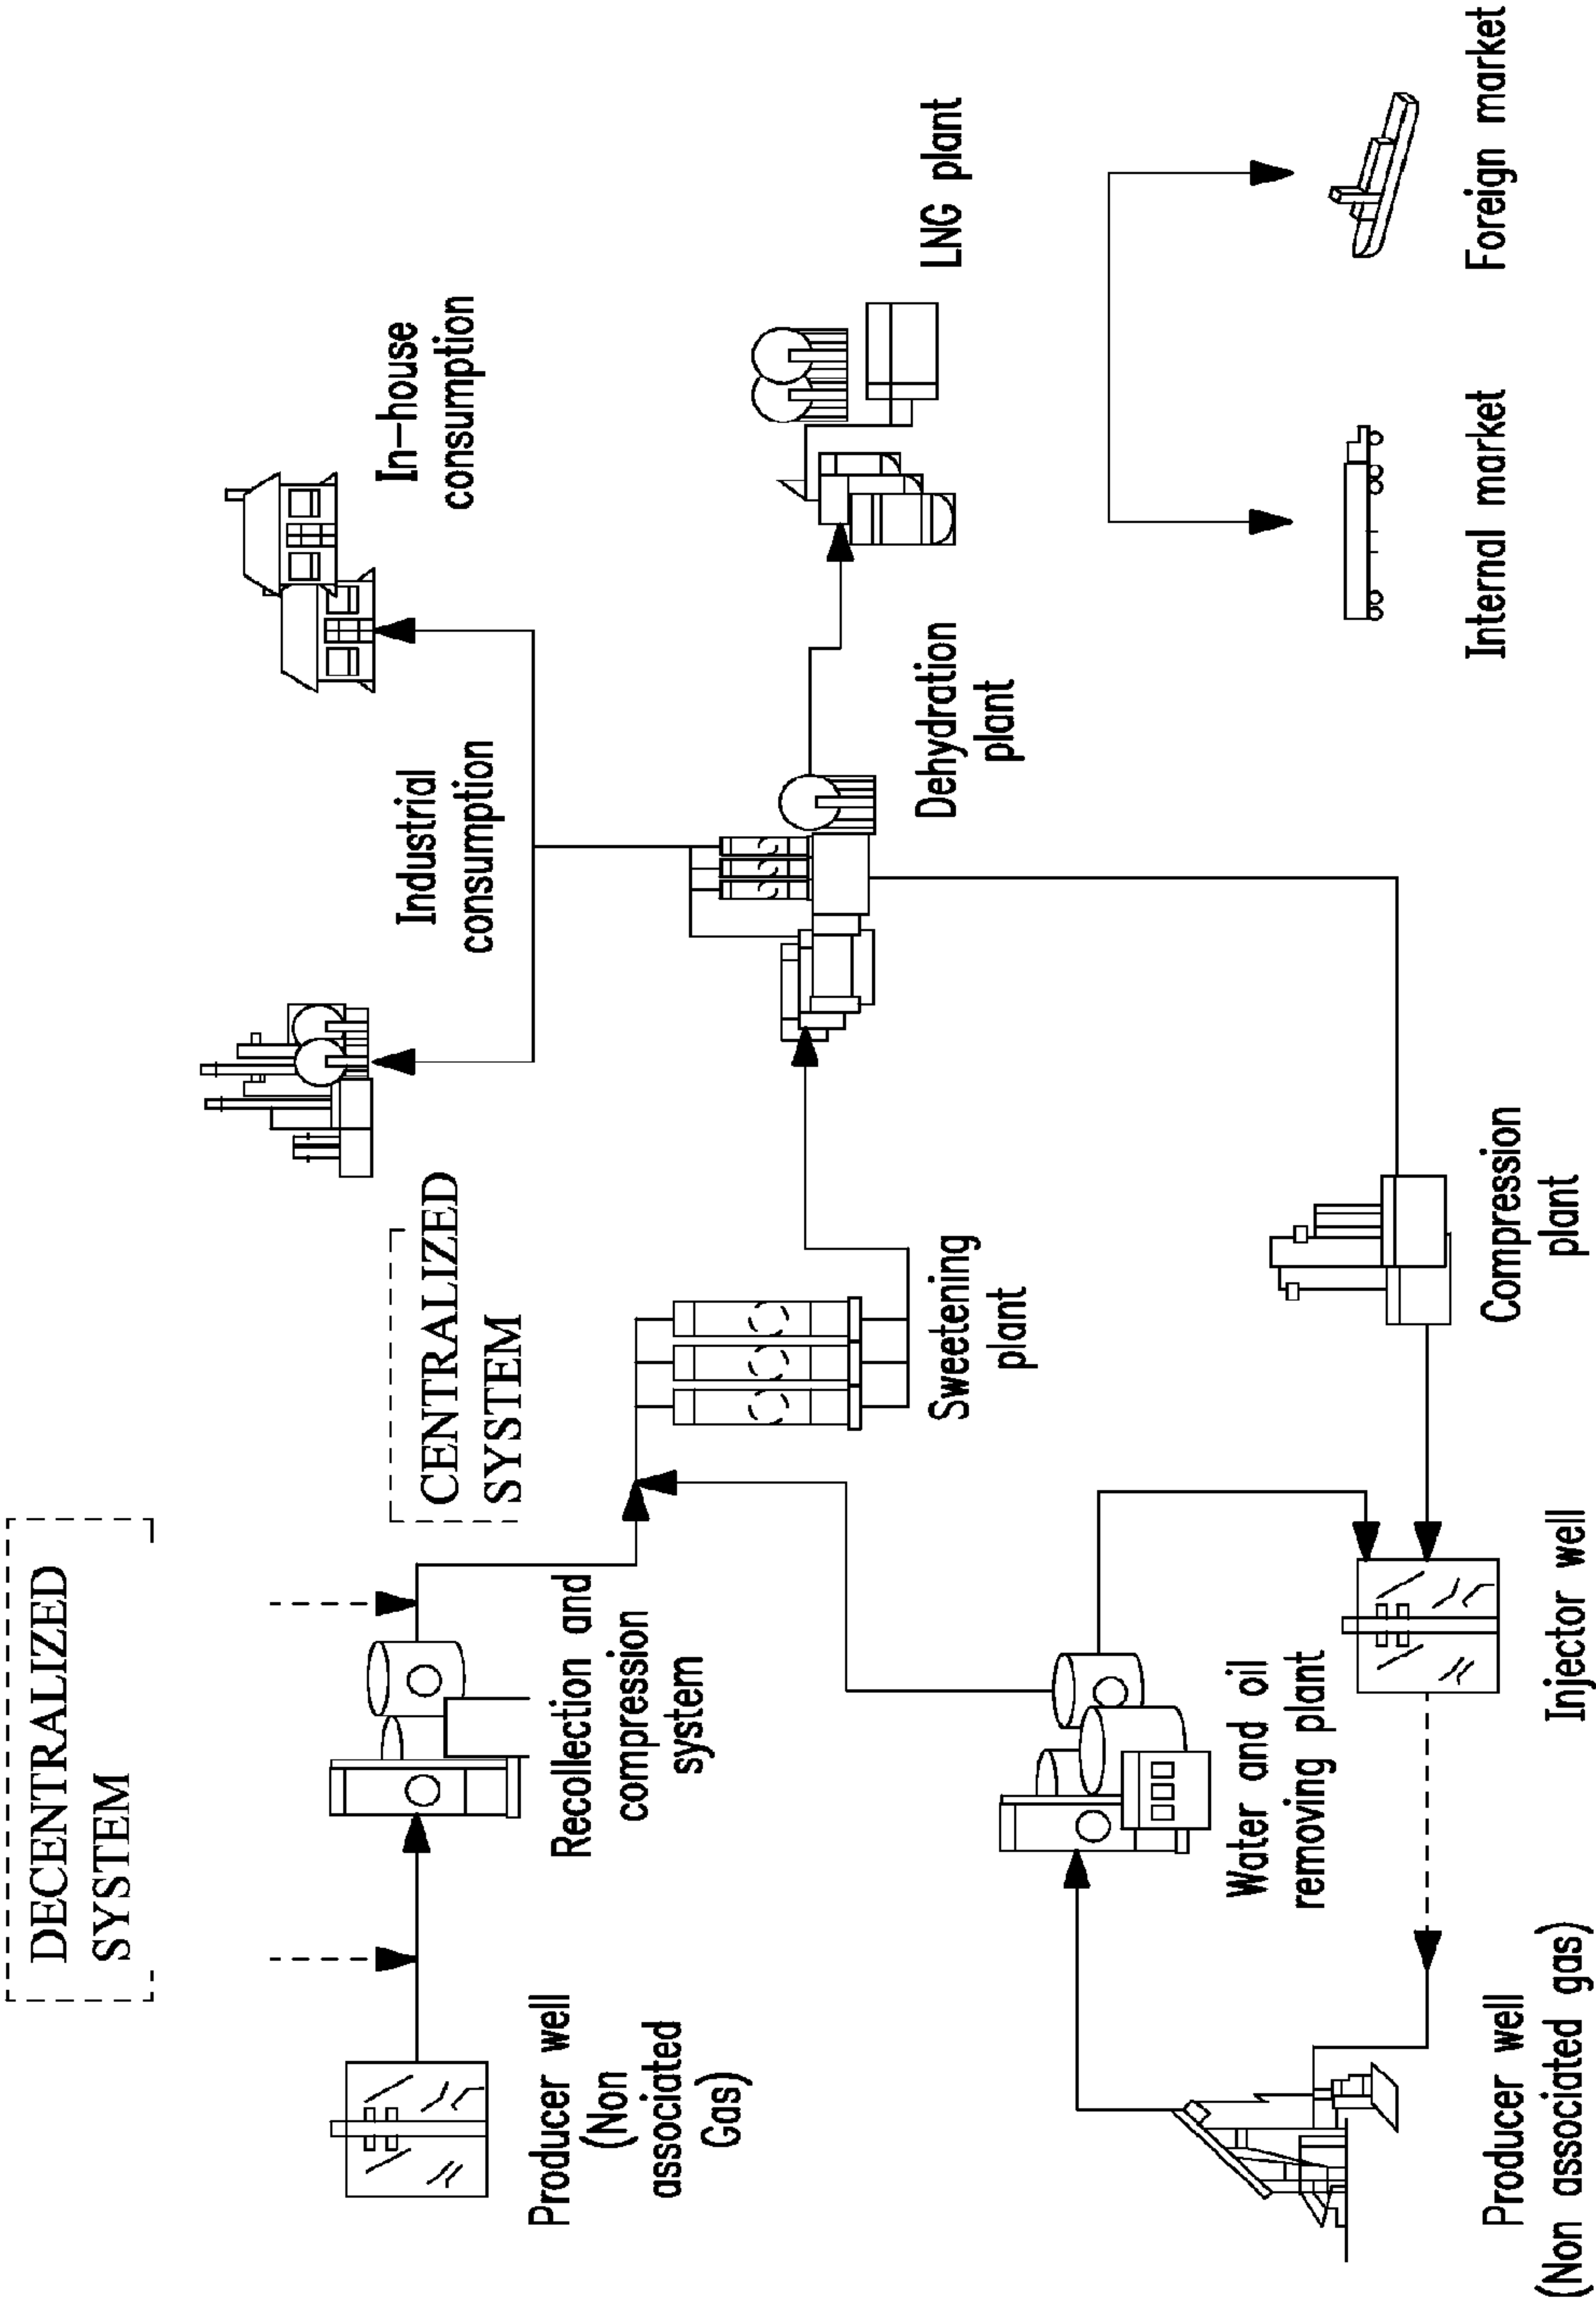 DECENTRALIZED
SYSTEM
CENTRALIZED
SYSTEM
Industrial
consumption
In-house
consumption
Producer well
(Non
associated
Gas)
Recollection and
compression
system
Sweetening
plant
Dehydration
plant
LNG plant
Water and oil
removing plant
Producer well
(Non associated gas)
Injector well
Compression
plant
Internal market
Foreign market